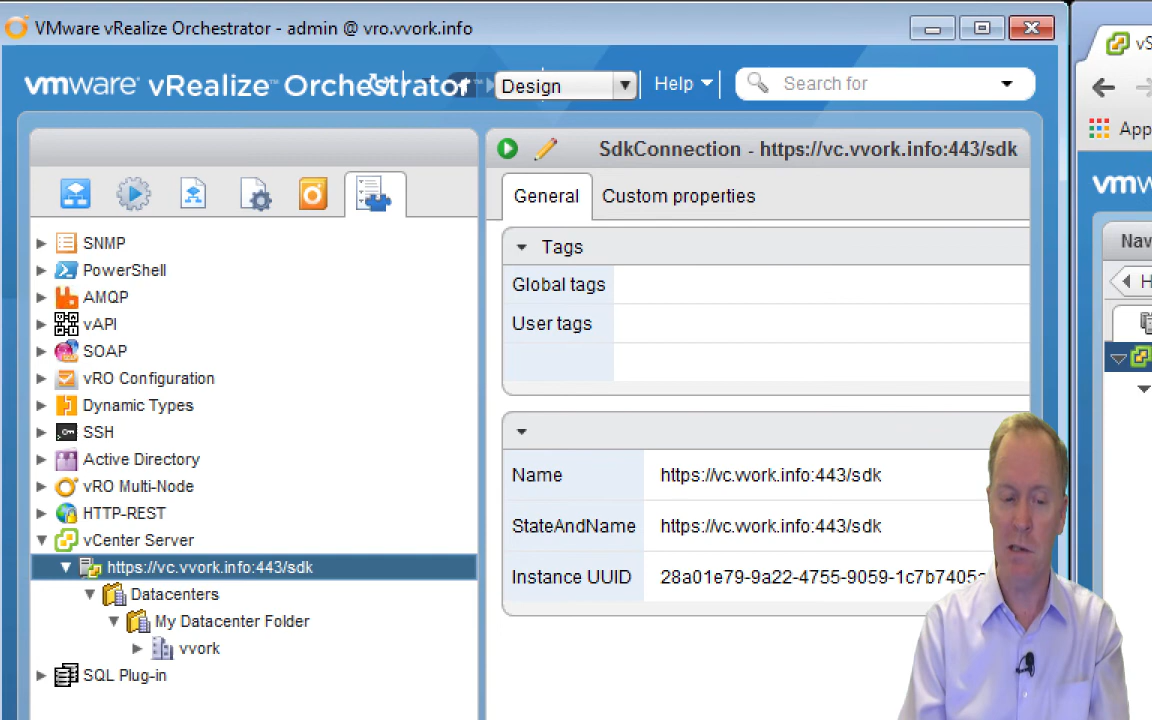 VMware vRealize Orchestrator - admin @ vro.vvork.info
vmware vRealize Orchestrator
Design
Help
Search for
SdkConnection - https://vc.vvork.info:443/sdk
General
Custom properties
Tags
Global tags
User tags
Name
https://vc.vvork.info:443/sdk
StateAndName
https://vc.vvork.info:443/sdk
Instance UUID
28a01e79-9a22-4755-9059-1c7b7405
SNMP
PowerShell
AMQP
vAPI
SOAP
vRO Configuration
Dynamic Types
SSH
Active Directory
vRO Multi-Node
HTTP-REST
vCenter Server
https://vc.vvork.info:443/sdk
Datacenters
My Datacenter Folder
vvork
SQL Plug-in
vS
App
vmw
Nav
H